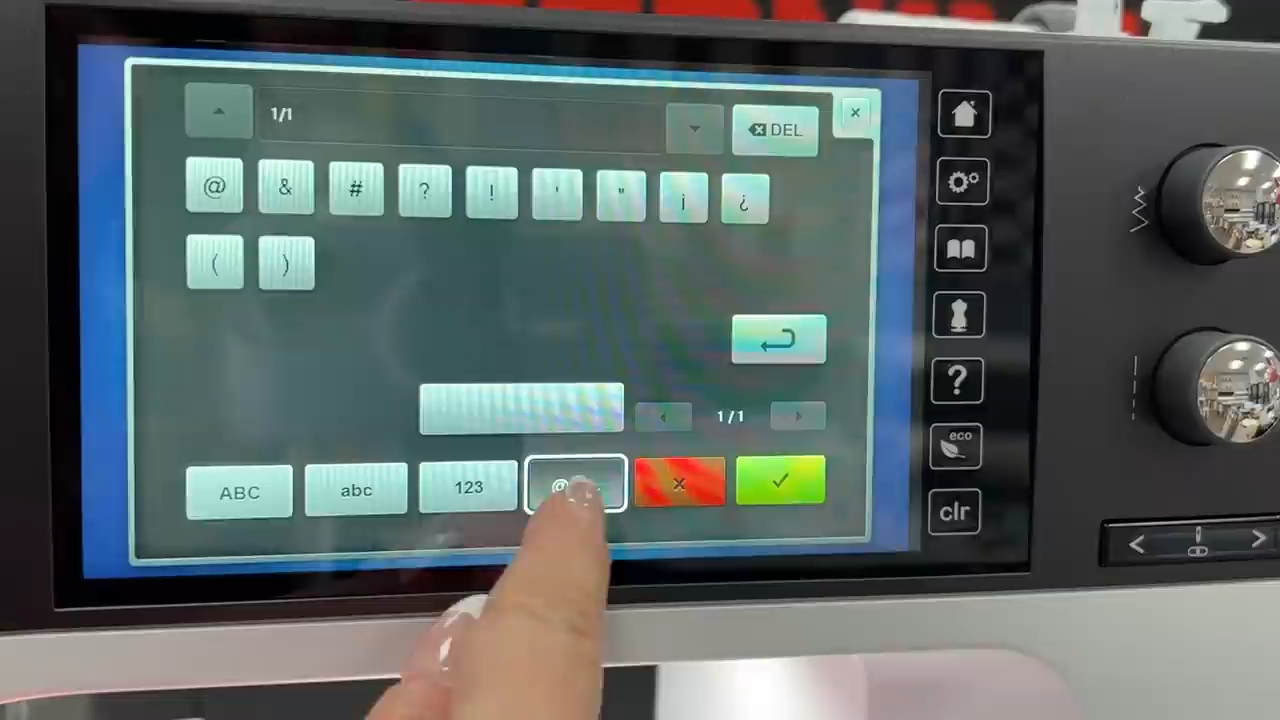 1/1
DEL
@ & # ? ! ' " ¡ ¿
( )
1/1
ABC abc 123 @
?
eco
clr